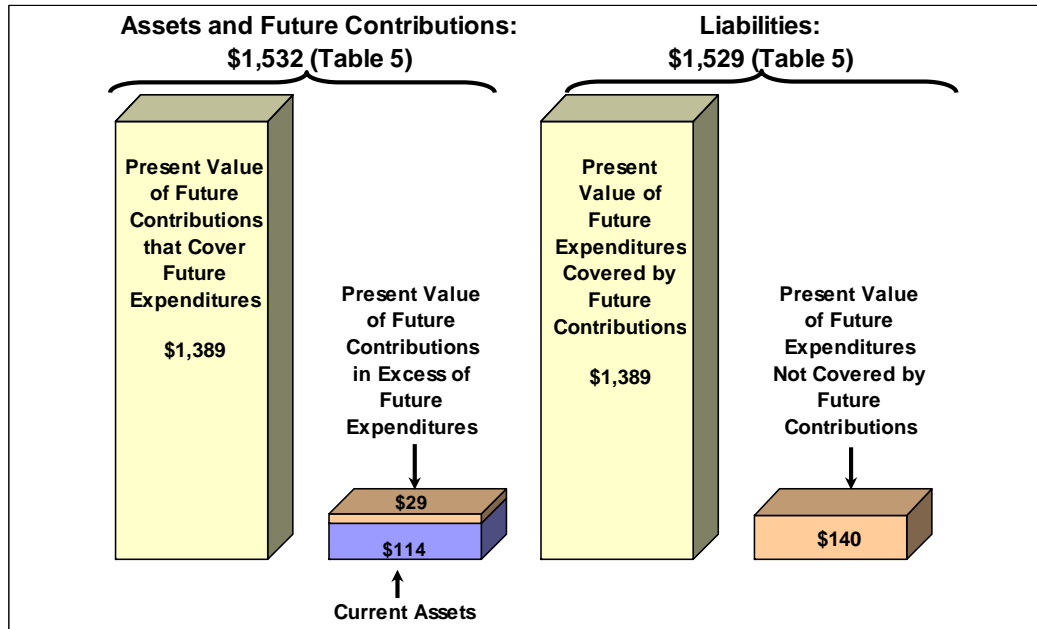 Assets and Future Contributions:
$1,532 (Table 5)
Liabilities:
$1,529 (Table 5)
Present Value
of Future
Contributions
that Cover
Future
Expenditures
$1,389
Present Value
of Future
Contributions
in Excess of
Future
Expenditures
$29
$114
Current Assets
Present
Value of
Future
Expenditures
Covered by
Future
Contributions
$1,389
Present Value
of Future
Expenditures
Not Covered by
Future
Contributions
$140